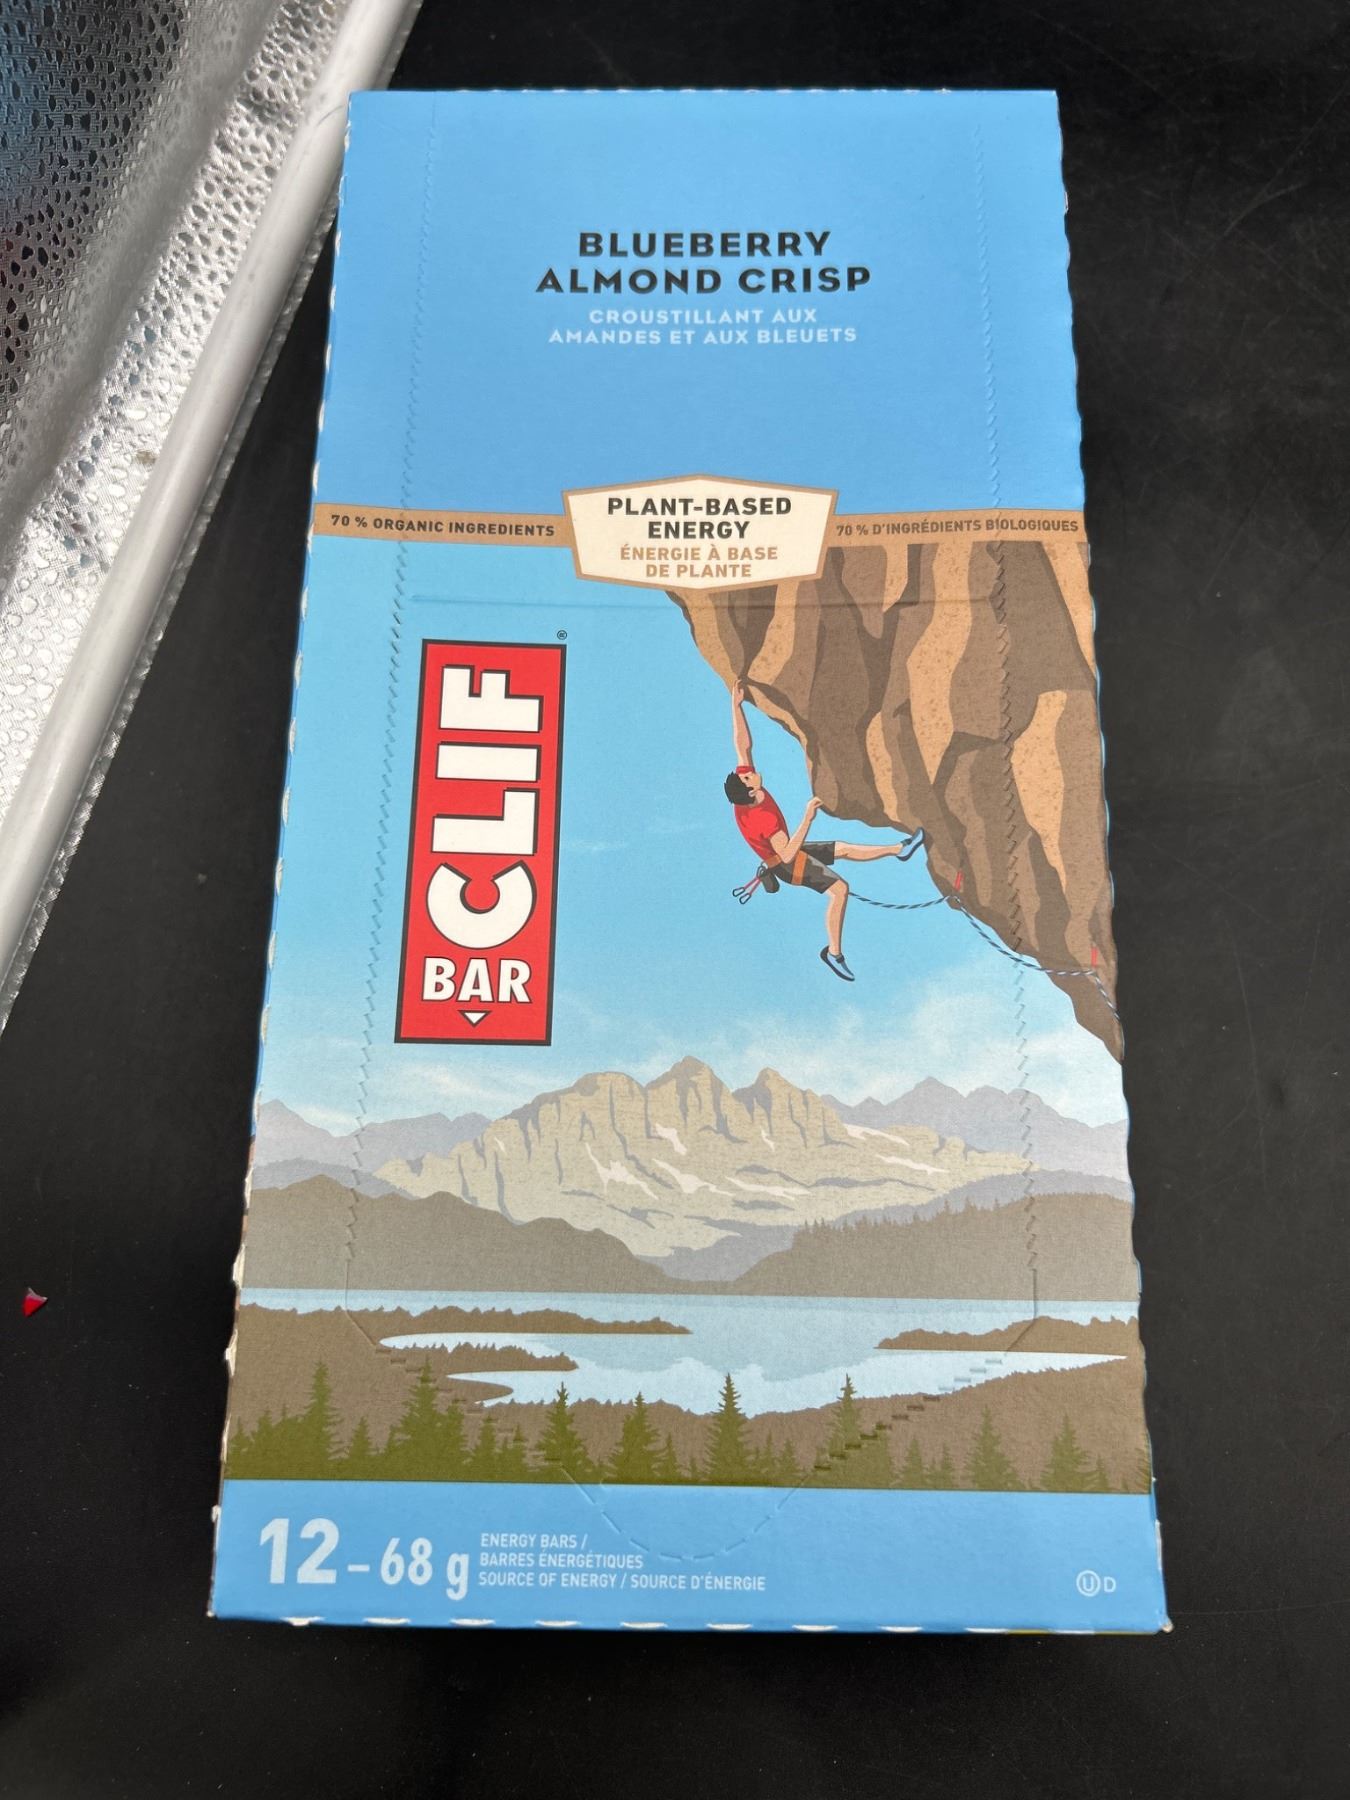 BLUEBERRY
ALMOND CRISP
CROUSTILLANT AUX
AMANDES ET AUX BLEUETS
70 % ORGANIC INGREDIENTS
PLANT-BASED
ENERGY
ÉNERGIE À BASE
DE PLANTE
70 % D'INGRÉDIENTS BIOLOGIQUES
CLIF®
BAR
12 – 68 g
ENERGY BARS /
BARRES ÉNERGÉTIQUES
SOURCE OF ENERGY / SOURCE D'ÉNERGIE
Ⓤ D